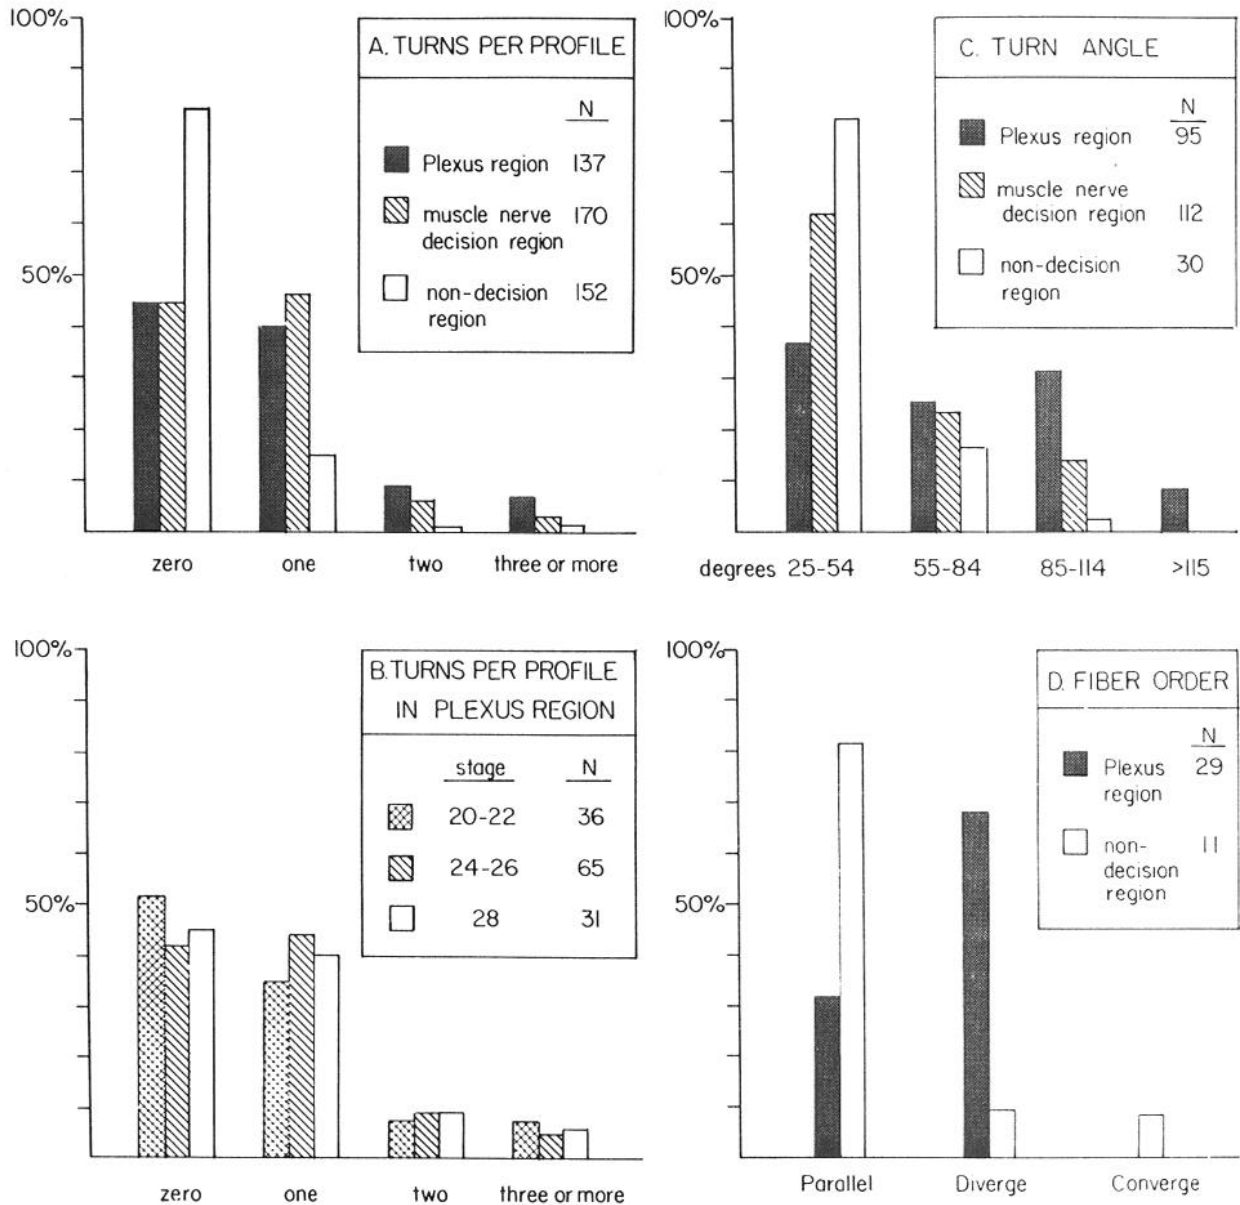 100%
50%
zero one two three or more
A. TURNS PER PROFILE
N
Plexus region 137
muscle nerve 170
decision region
non-decision 152
region
100%
50%
degrees 25-54 55-84 85-114 >115
C. TURN ANGLE
N
Plexus region 95
muscle nerve
decision region 112
non-decision 30
region
100%
50%
zero one two three or more
B. TURNS PER PROFILE
IN PLEXUS REGION
stage N
20-22 36
24-26 65
28 31
100%
50%
Parallel Diverge Converge
D. FIBER ORDER
N
Plexus 29
region
non- 11
decision
region